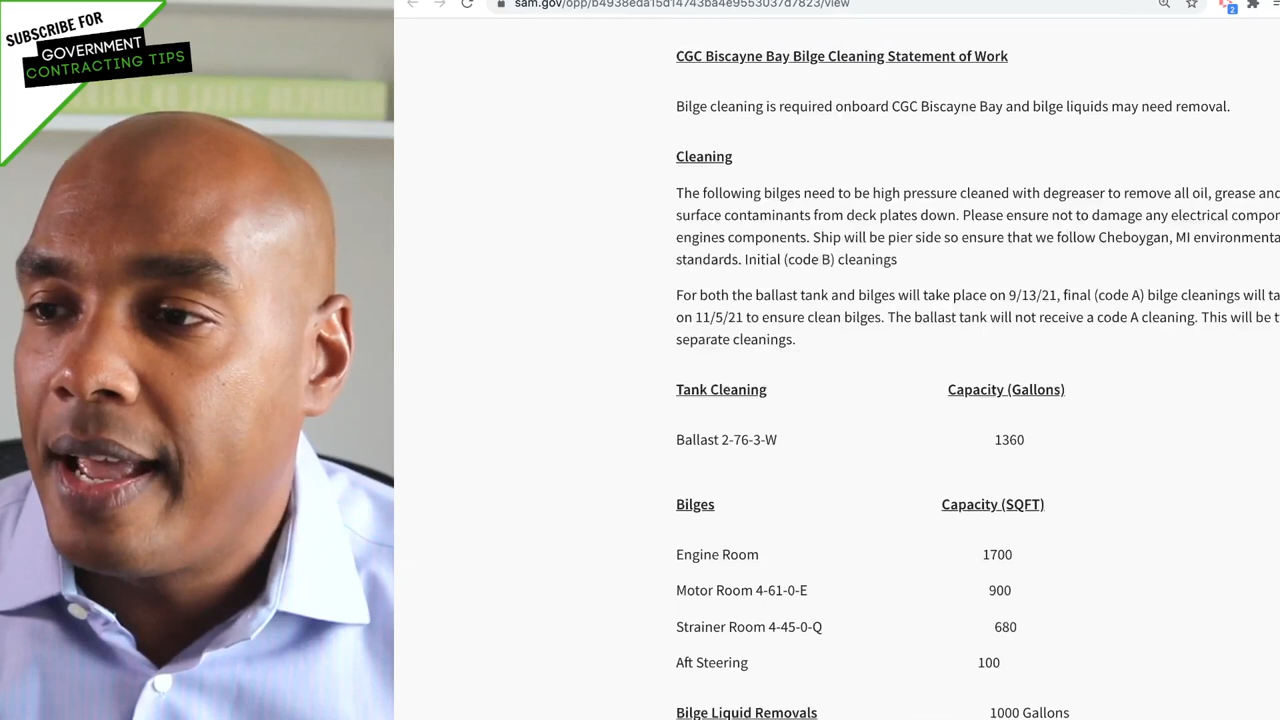 SUBSCRIBE FOR
GOVERNMENT
CONTRACTING TIPS
sam.gov/opp/b4938eda15d14743ba4e9553037d7823/view
2
CGC Biscayne Bay Bilge Cleaning Statement of Work
Bilge cleaning is required onboard CGC Biscayne Bay and bilge liquids may need removal.
Cleaning
The following bilges need to be high pressure cleaned with degreaser to remove all oil, grease and
surface contaminants from deck plates down. Please ensure not to damage any electrical compor
engines components. Ship will be pier side so ensure that we follow Cheboygan, MI environmenta
standards. Initial (code B) cleanings
For both the ballast tank and bilges will take place on 9/13/21, final (code A) bilge cleanings will ta
on 11/5/21 to ensure clean bilges. The ballast tank will not receive a code A cleaning. This will be t
separate cleanings.
Tank Cleaning Capacity (Gallons)
Ballast 2-76-3-W 1360
Bilges Capacity (SQFT)
Engine Room 1700
Motor Room 4-61-0-E 900
Strainer Room 4-45-0-Q 680
Aft Steering 100
Bilge Liquid Removals 1000 Gallons